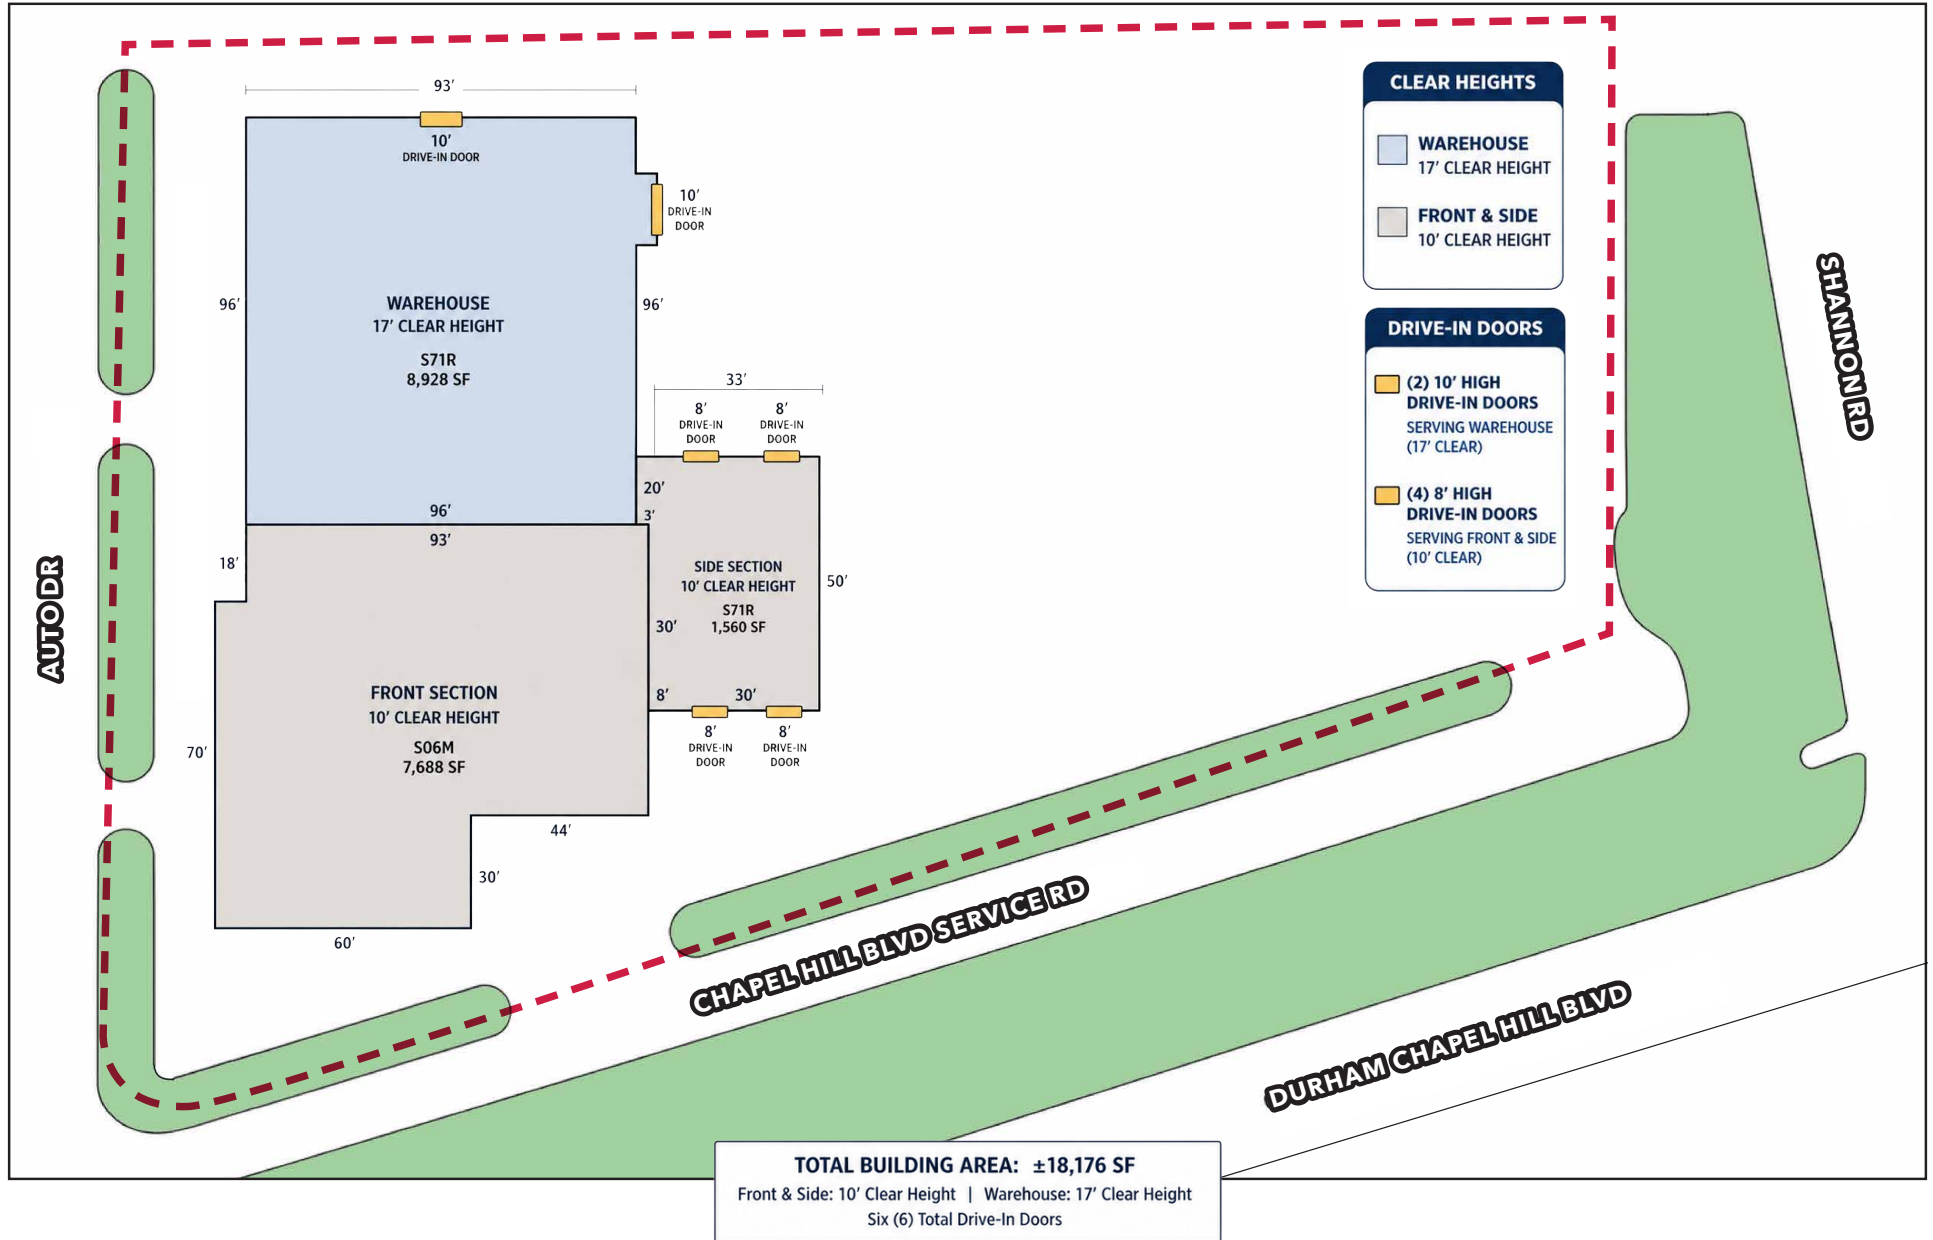 93'
10'
DRIVE-IN DOOR
10'
DRIVE-IN
DOOR
96'
WAREHOUSE
17' CLEAR HEIGHT
S71R
8,928 SF
96'
33'
8'
DRIVE-IN
DOOR
8'
DRIVE-IN
DOOR
20'
3'
96'
93'
18'
SIDE SECTION
10' CLEAR HEIGHT
S71R
1,560 SF
50'
30'
8'
30'
8'
DRIVE-IN
DOOR
8'
DRIVE-IN
DOOR
FRONT SECTION
10' CLEAR HEIGHT
S06M
7,688 SF
70'
44'
30'
60'
CLEAR HEIGHTS
WAREHOUSE
17' CLEAR HEIGHT
FRONT & SIDE
10' CLEAR HEIGHT
DRIVE-IN DOORS
(2) 10' HIGH
DRIVE-IN DOORS
SERVING WAREHOUSE
(17' CLEAR)
(4) 8' HIGH
DRIVE-IN DOORS
SERVING FRONT & SIDE
(10' CLEAR)
AUTO DR
SHANNON RD
CHAPEL HILL BLVD SERVICE RD
DURHAM CHAPEL HILL BLVD
TOTAL BUILDING AREA: ±18,176 SF
Front & Side: 10' Clear Height | Warehouse: 17' Clear Height
Six (6) Total Drive-In Doors